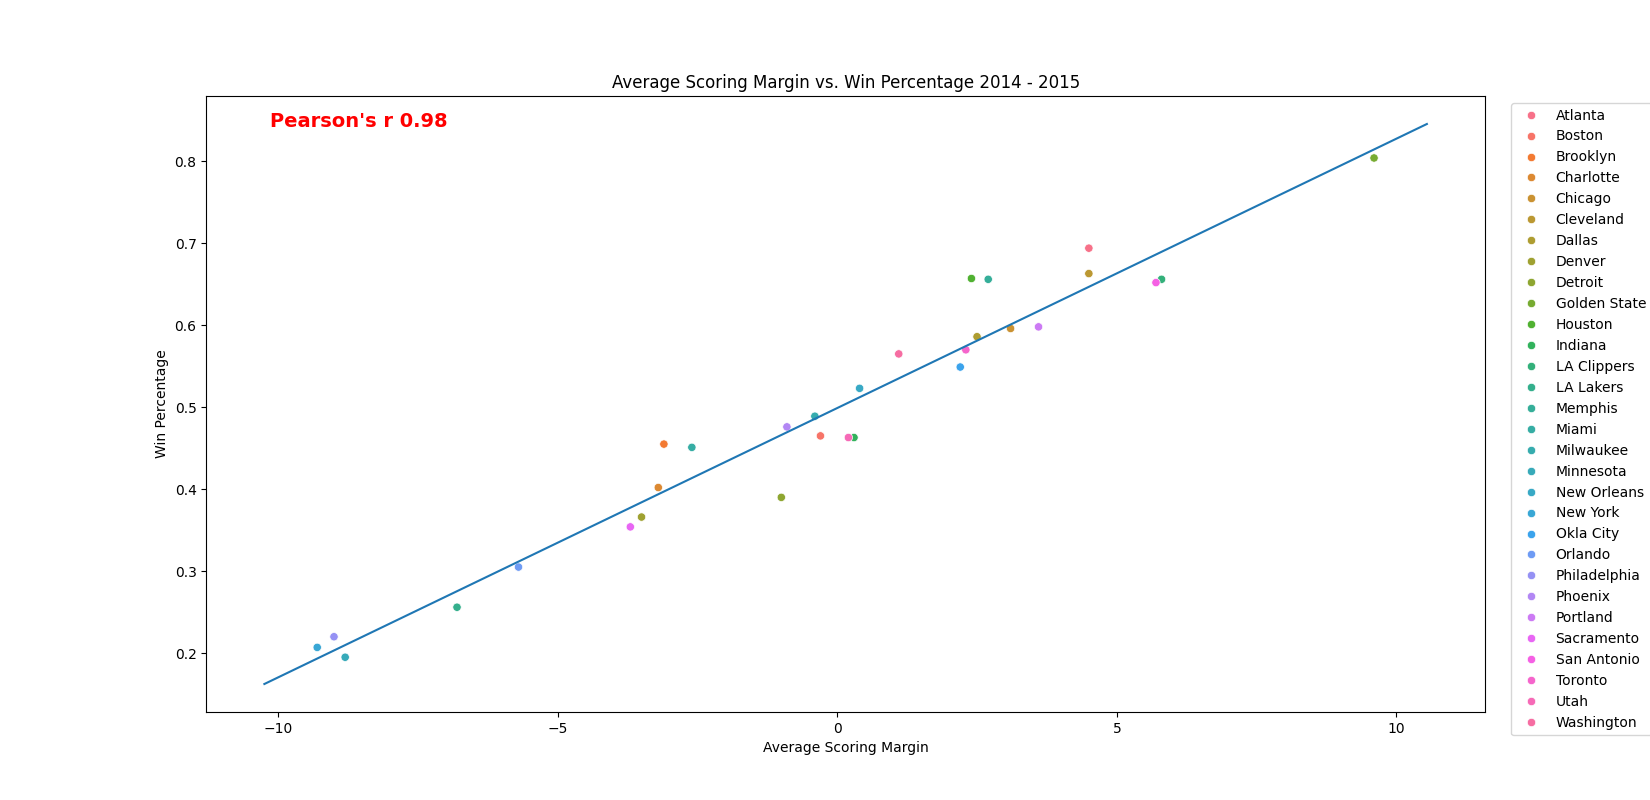 Average Scoring Margin vs. Win Percentage 2014 - 2015
Pearson's r 0.98
Win Percentage
0.8
0.7
0.6
0.5
0.4
0.3
0.2
−10
−5
0
5
10
Average Scoring Margin
Atlanta
Boston
Brooklyn
Charlotte
Chicago
Cleveland
Dallas
Denver
Detroit
Golden State
Houston
Indiana
LA Clippers
LA Lakers
Memphis
Miami
Milwaukee
Minnesota
New Orleans
New York
Okla City
Orlando
Philadelphia
Phoenix
Portland
Sacramento
San Antonio
Toronto
Utah
Washington